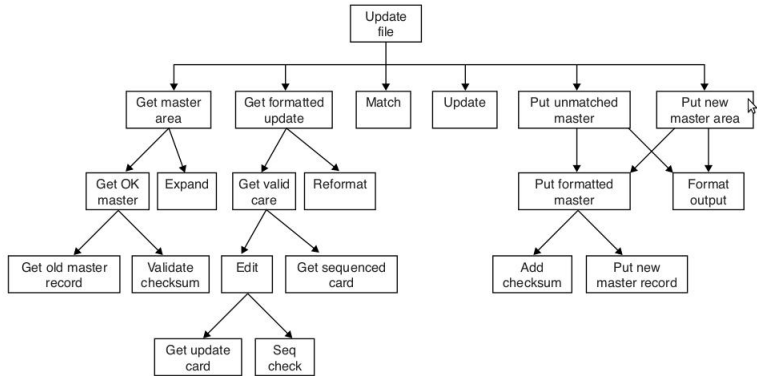 Update
file
Get master
area
Get formatted
update
Match
Update
Put unmatched
master
Put new
master area
Get OK
master
Expand
Get valid
care
Reformat
Put formatted
master
Format
output
Get old master
record
Validate
checksum
Edit
Get sequenced
card
Add
checksum
Put new
master record
Get update
card
Seq
check